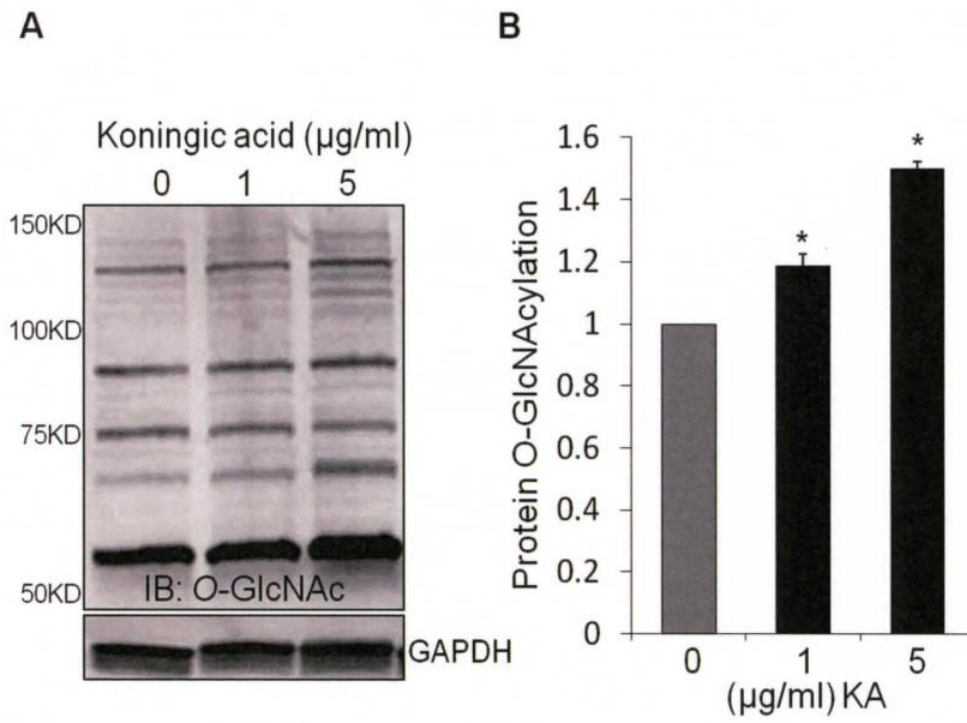 A
Koningic acid (µg/ml)
0 1 5
150KD
100KD
75KD
50KD
IB: O-GlcNAc
GAPDH
B
Protein O-GlcNAcylation
1.6
1.4
1.2
1
0.8
0.6
0.4
0.2
0
*
*
0 1 5
(µg/ml) KA